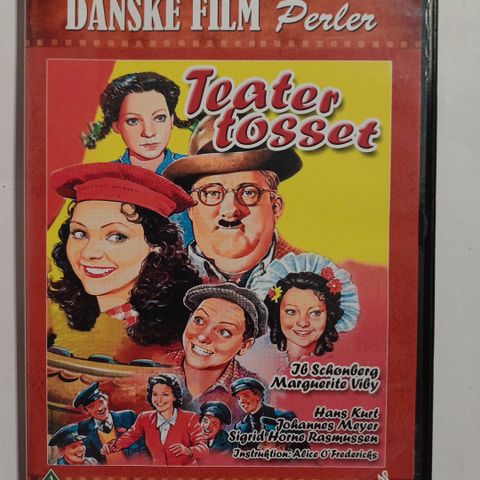 DANSKE FILM Perler
Teater
tosset
Ib Schønberg
Marguerite Viby
Hans Kurt
Johannes Meyer
Sigrid Horne Rasmussen
Instruktion: Alice O'Fredericks